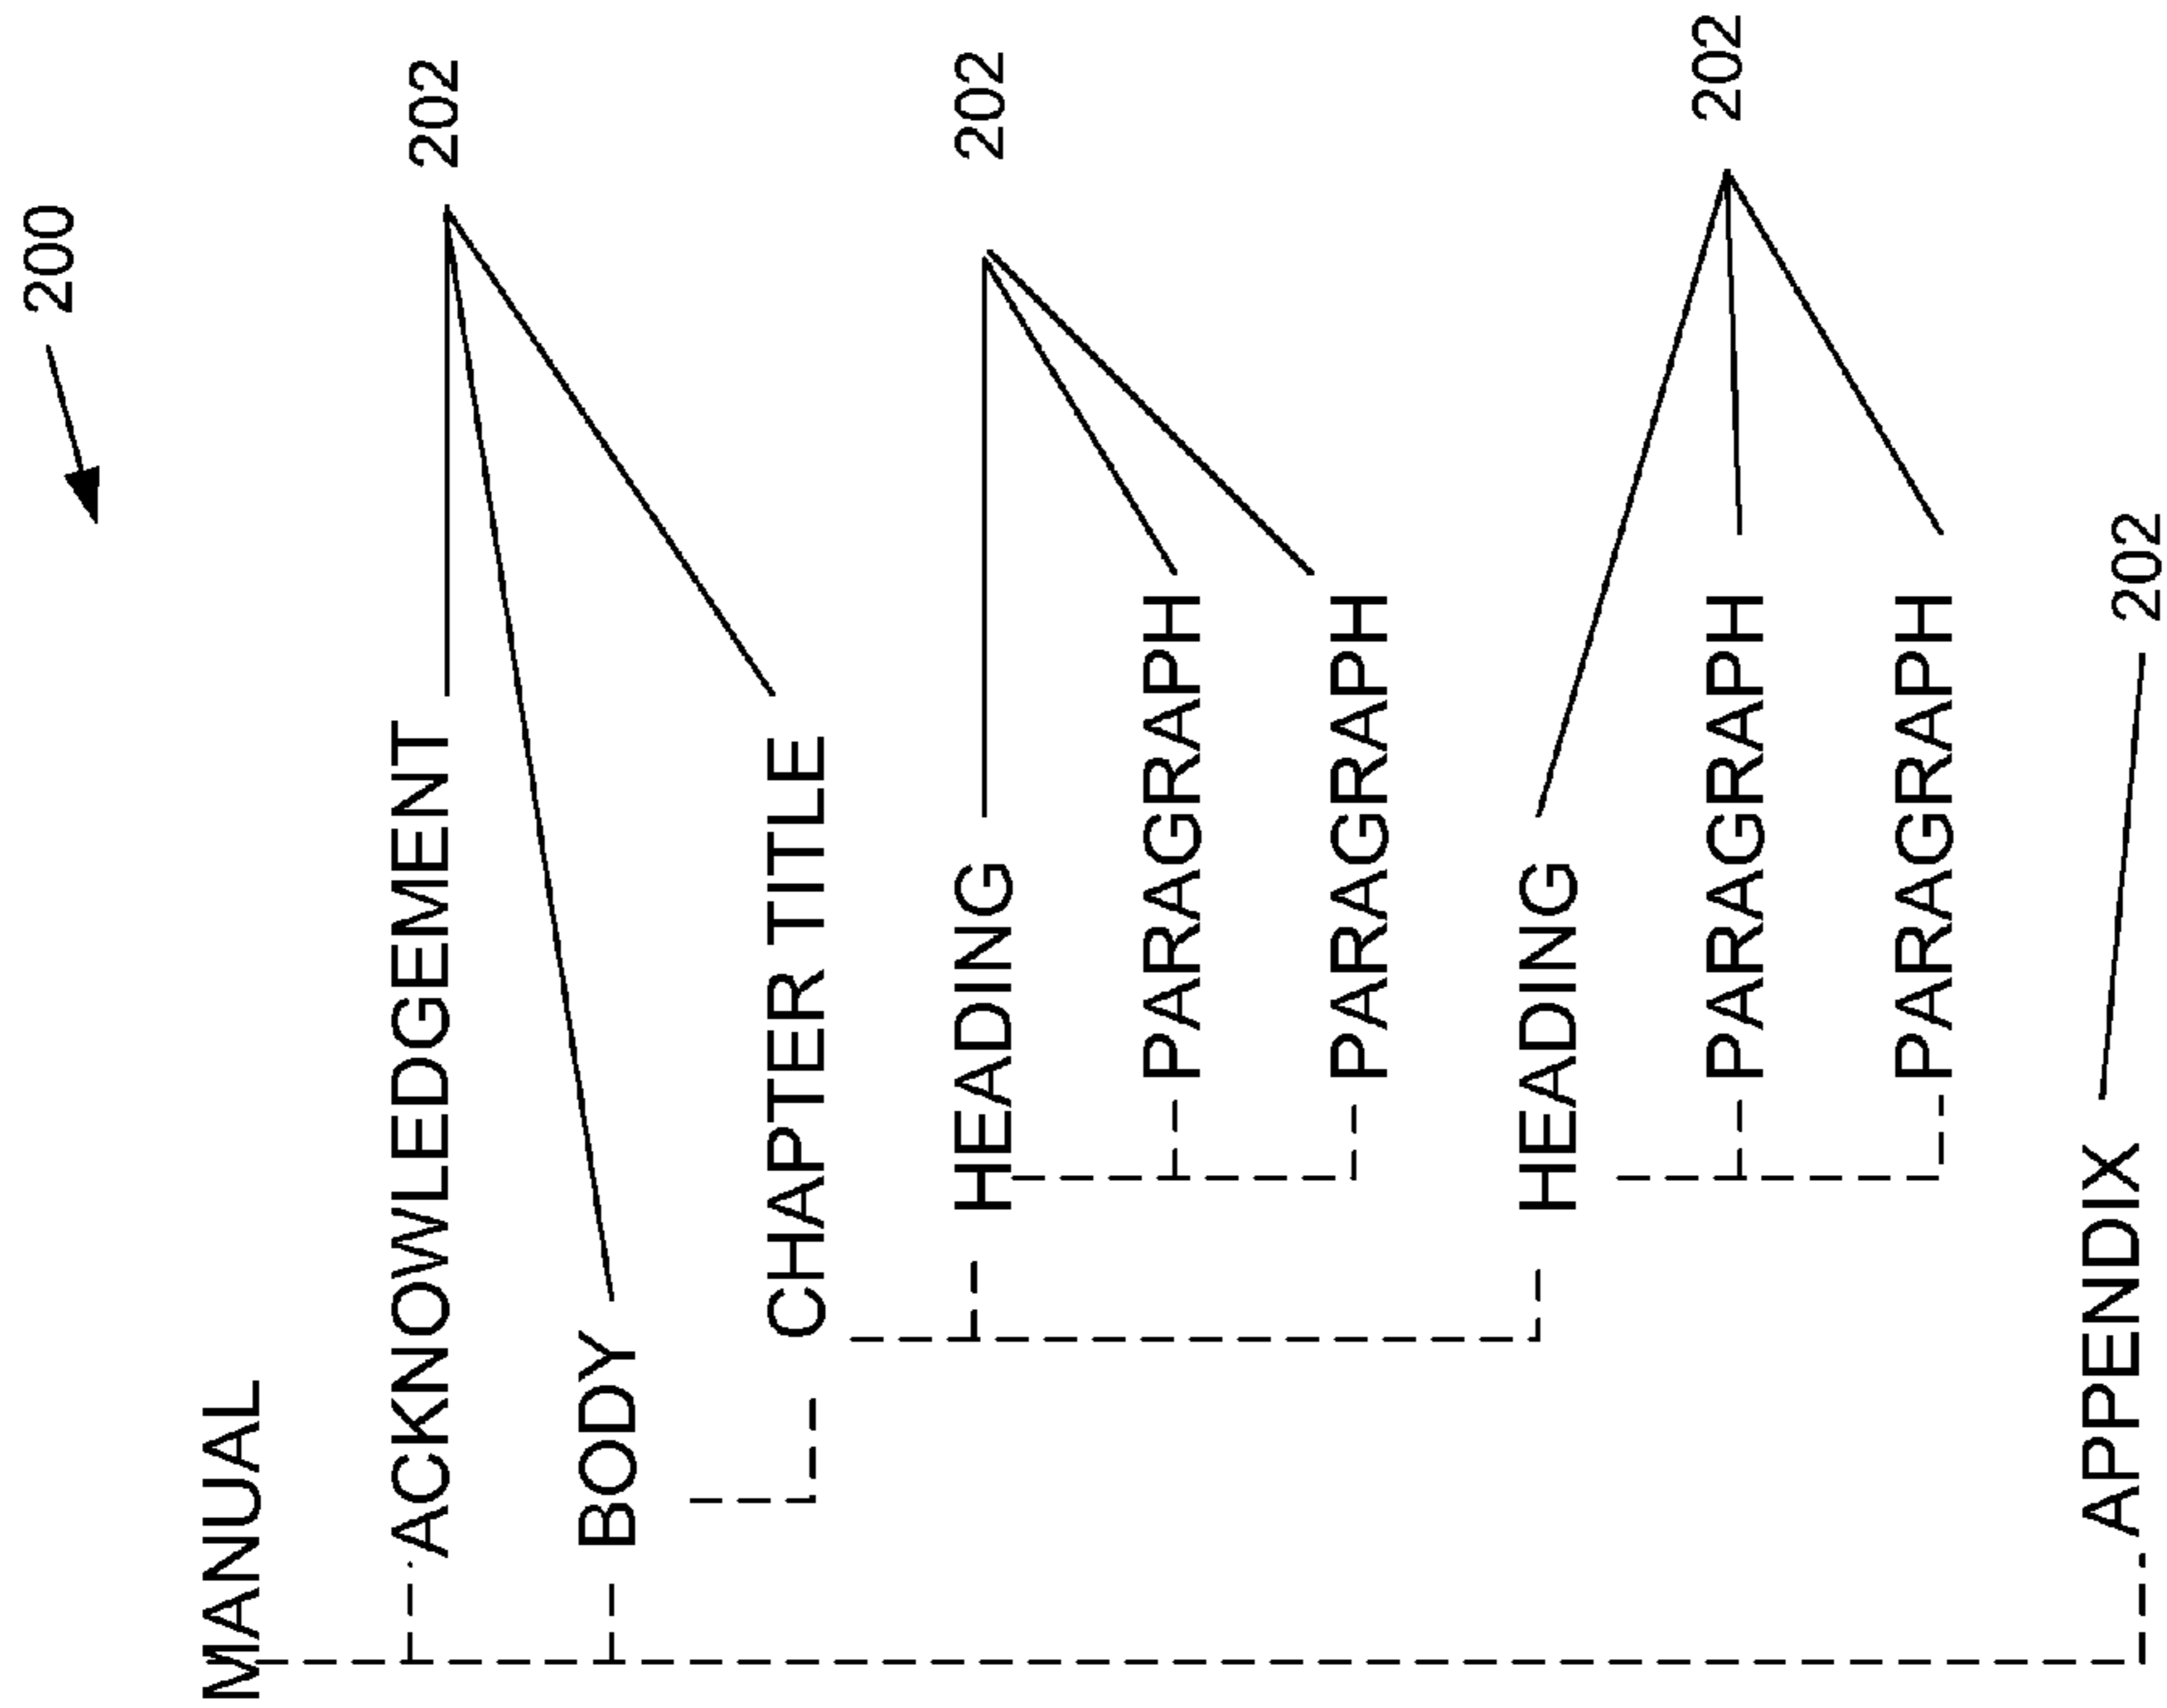 200
MANUAL
ACKNOWLEDGEMENT 202
BODY
CHAPTER TITLE
HEADING 202
PARAGRAPH
PARAGRAPH
HEADING
PARAGRAPH 202
PARAGRAPH
APPENDIX 202